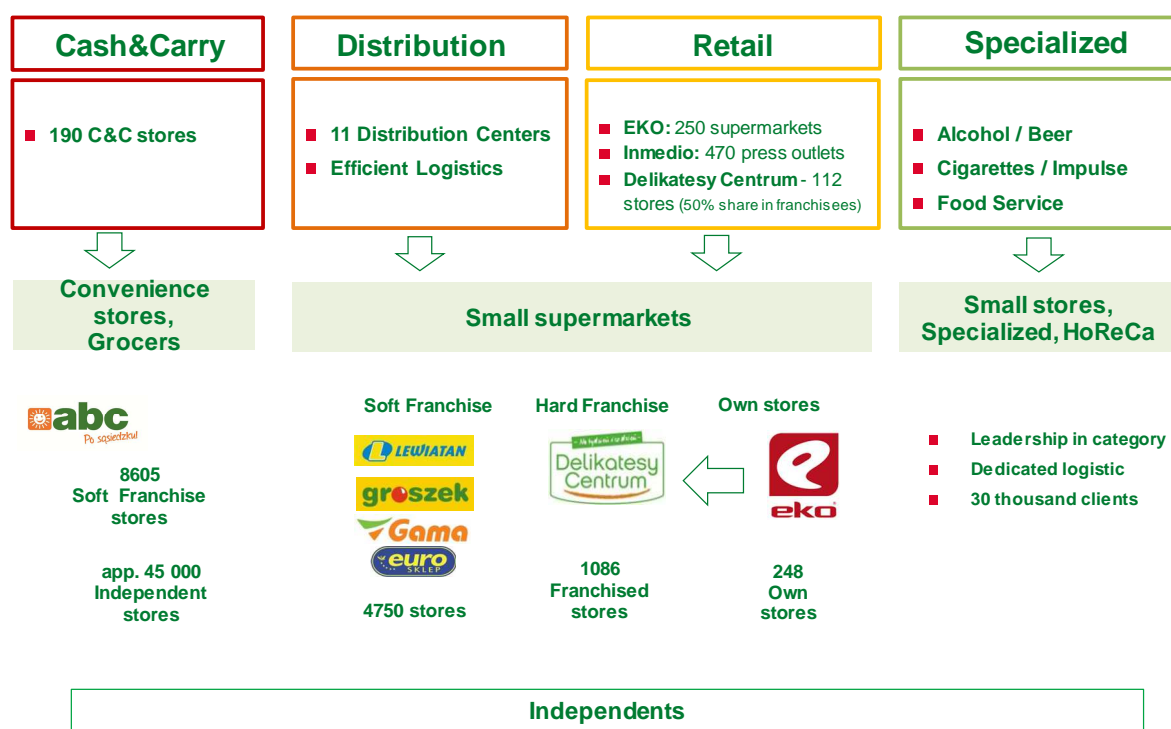 Cash&Carry
Distribution
Retail
Specialized
190 C&C stores
11 Distribution Centers
Efficient Logistics
EKO: 250 supermarkets
Inmedio: 470 press outlets
Delikatesy Centrum - 112
stores (50% share in franchisees)
Alcohol / Beer
Cigarettes / Impulse
Food Service
Convenience
stores,
Grocers
Small supermarkets
Small stores,
Specialized, HoReCa
abc
Po sąsiedzku!
8605
Soft Franchise
stores
app. 45 000
Independent
stores
Soft Franchise
LEWIATAN
groszek
Gama
euro
SKLEP
4750 stores
Hard Franchise
Delikatesy
Centrum
1086
Franchised
stores
Own stores
eko
248
Own
stores
Leadership in category
Dedicated logistic
30 thousand clients
Independents